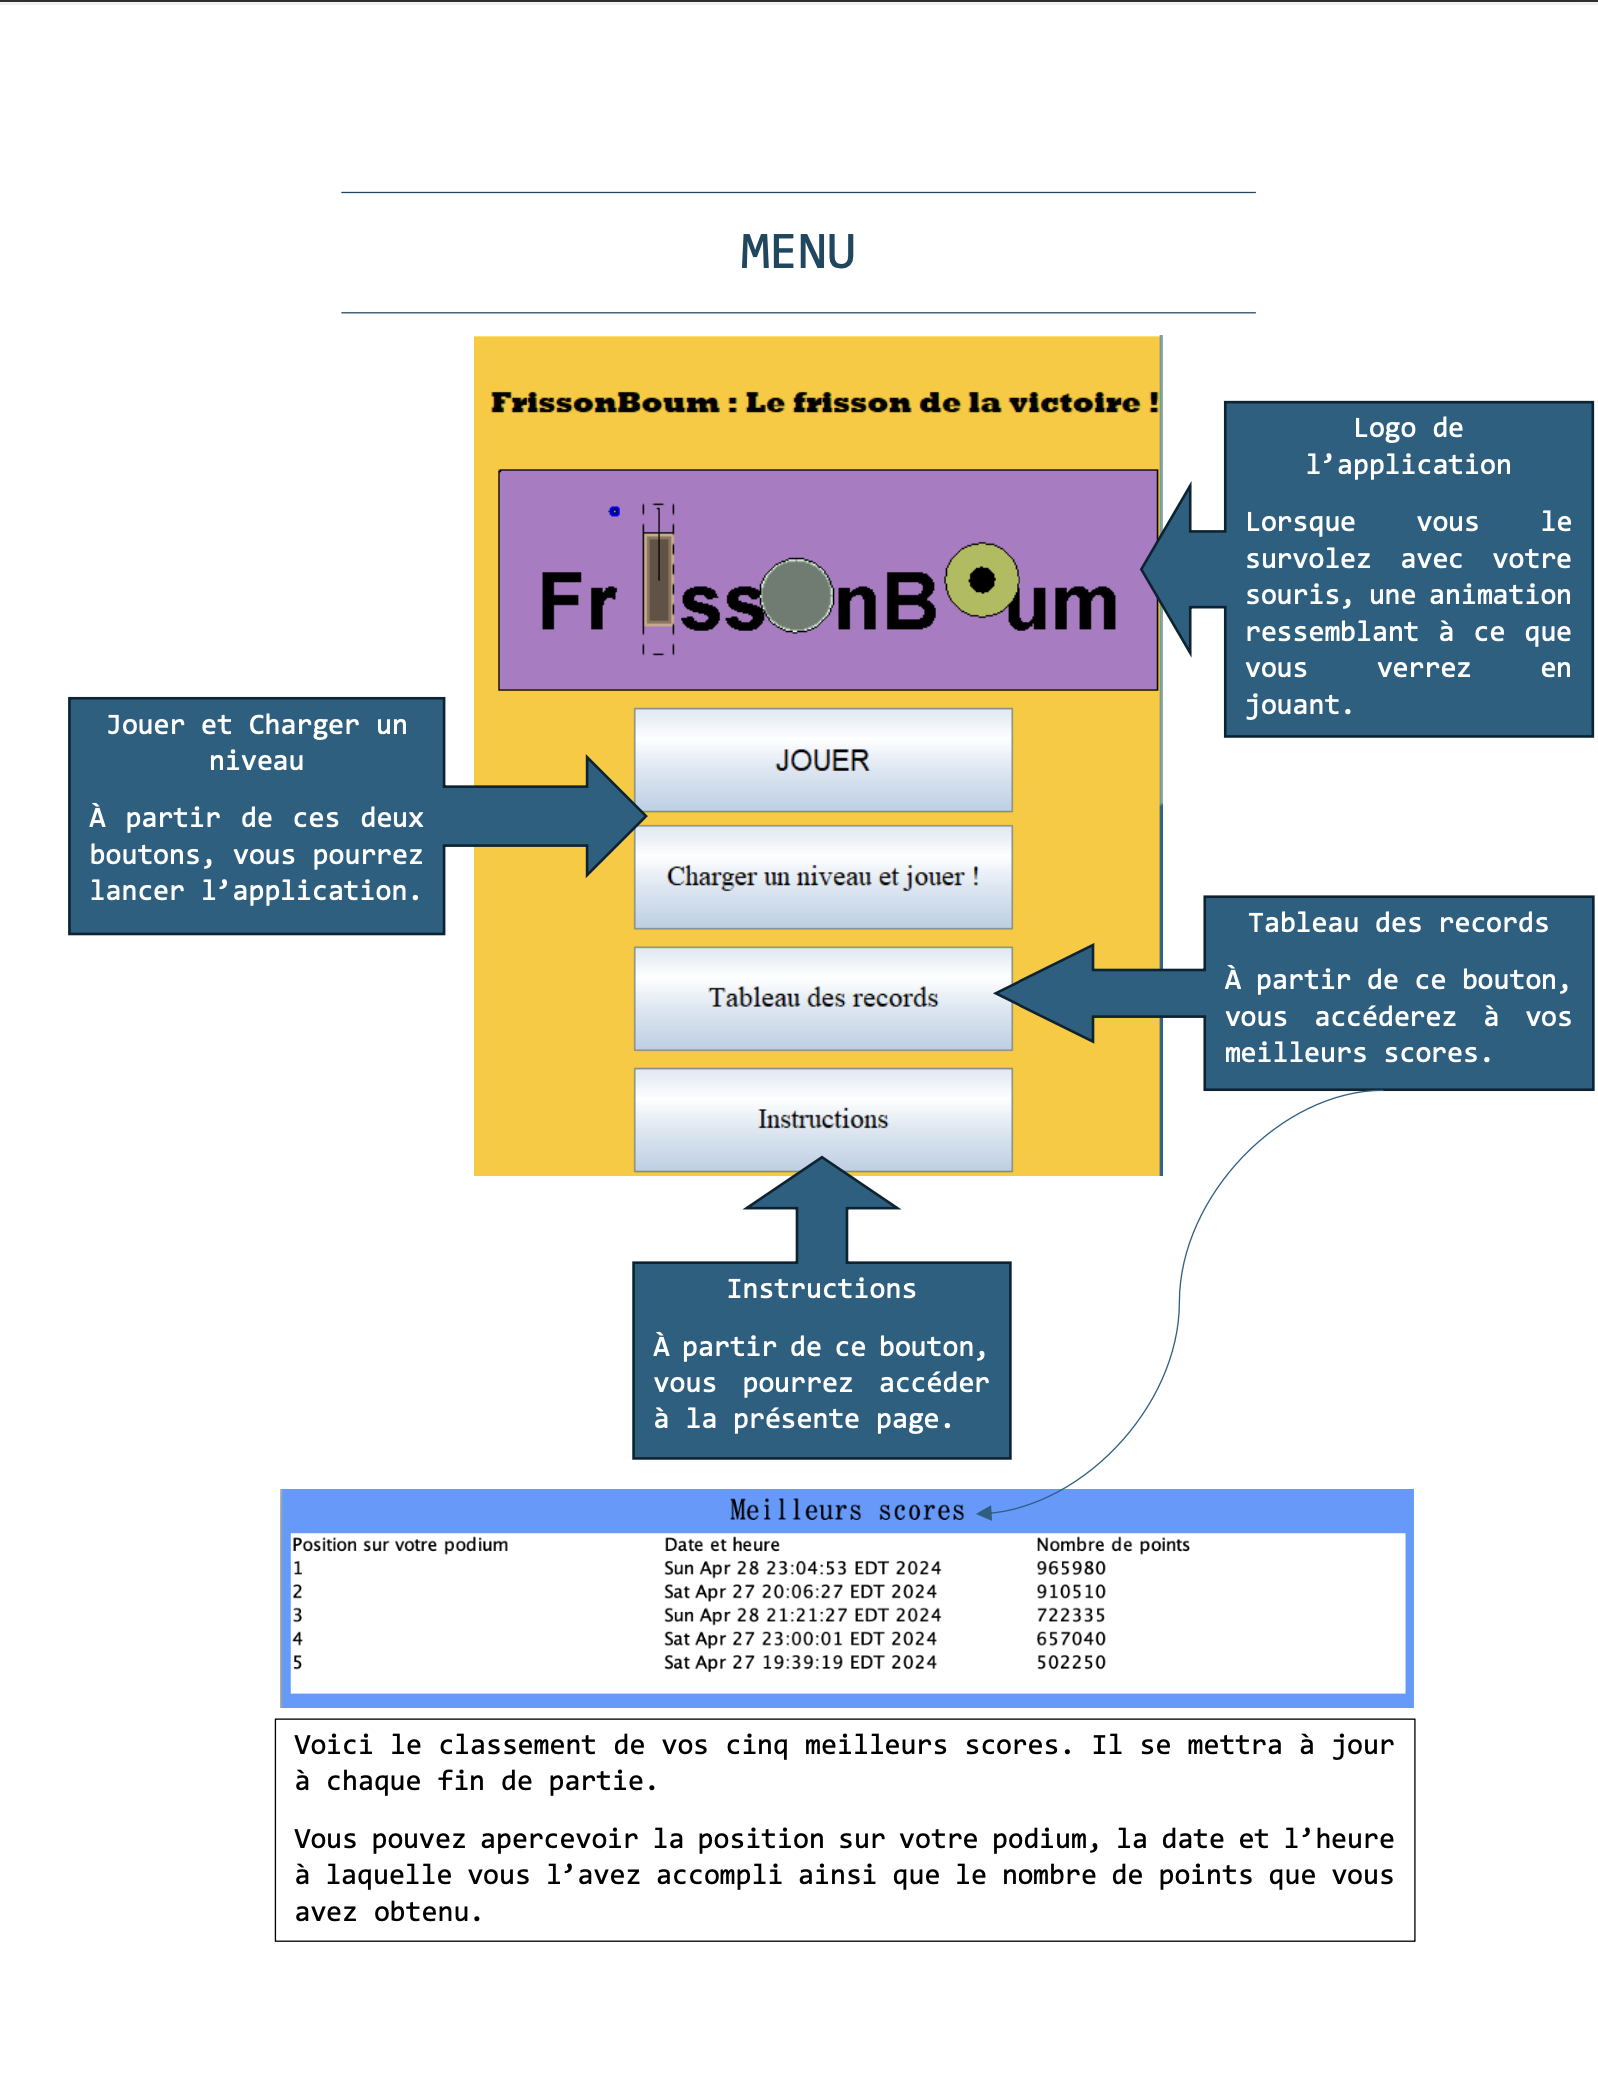 MENU
FrissonBoum : Le frisson de la victoire !
Logo de
l’application
Lorsque vous le
survolez avec votre
souris, une animation
ressemblant à ce que
vous verrez en
jouant.
FrissonBoum
Jouer et Charger un
niveau
À partir de ces deux
boutons, vous pourrez
lancer l’application.
JOUER
Charger un niveau et jouer !
Tableau des records
Instructions
Tableau des records
À partir de ce bouton,
vous accéderez à vos
meilleurs scores.
Instructions
À partir de ce bouton,
vous pourrez accéder
à la présente page.
Meilleurs scores
Position sur votre podium Date et heure Nombre de points
1 Sun Apr 28 23:04:53 EDT 2024 965980
2 Sat Apr 27 20:06:27 EDT 2024 910510
3 Sun Apr 28 21:21:27 EDT 2024 722335
4 Sat Apr 27 23:00:01 EDT 2024 657040
5 Sat Apr 27 19:39:19 EDT 2024 502250
Voici le classement de vos cinq meilleurs scores. Il se mettra à jour
à chaque fin de partie.
Vous pouvez apercevoir la position sur votre podium, la date et l’heure
à laquelle vous l’avez accompli ainsi que le nombre de points que vous
avez obtenu.